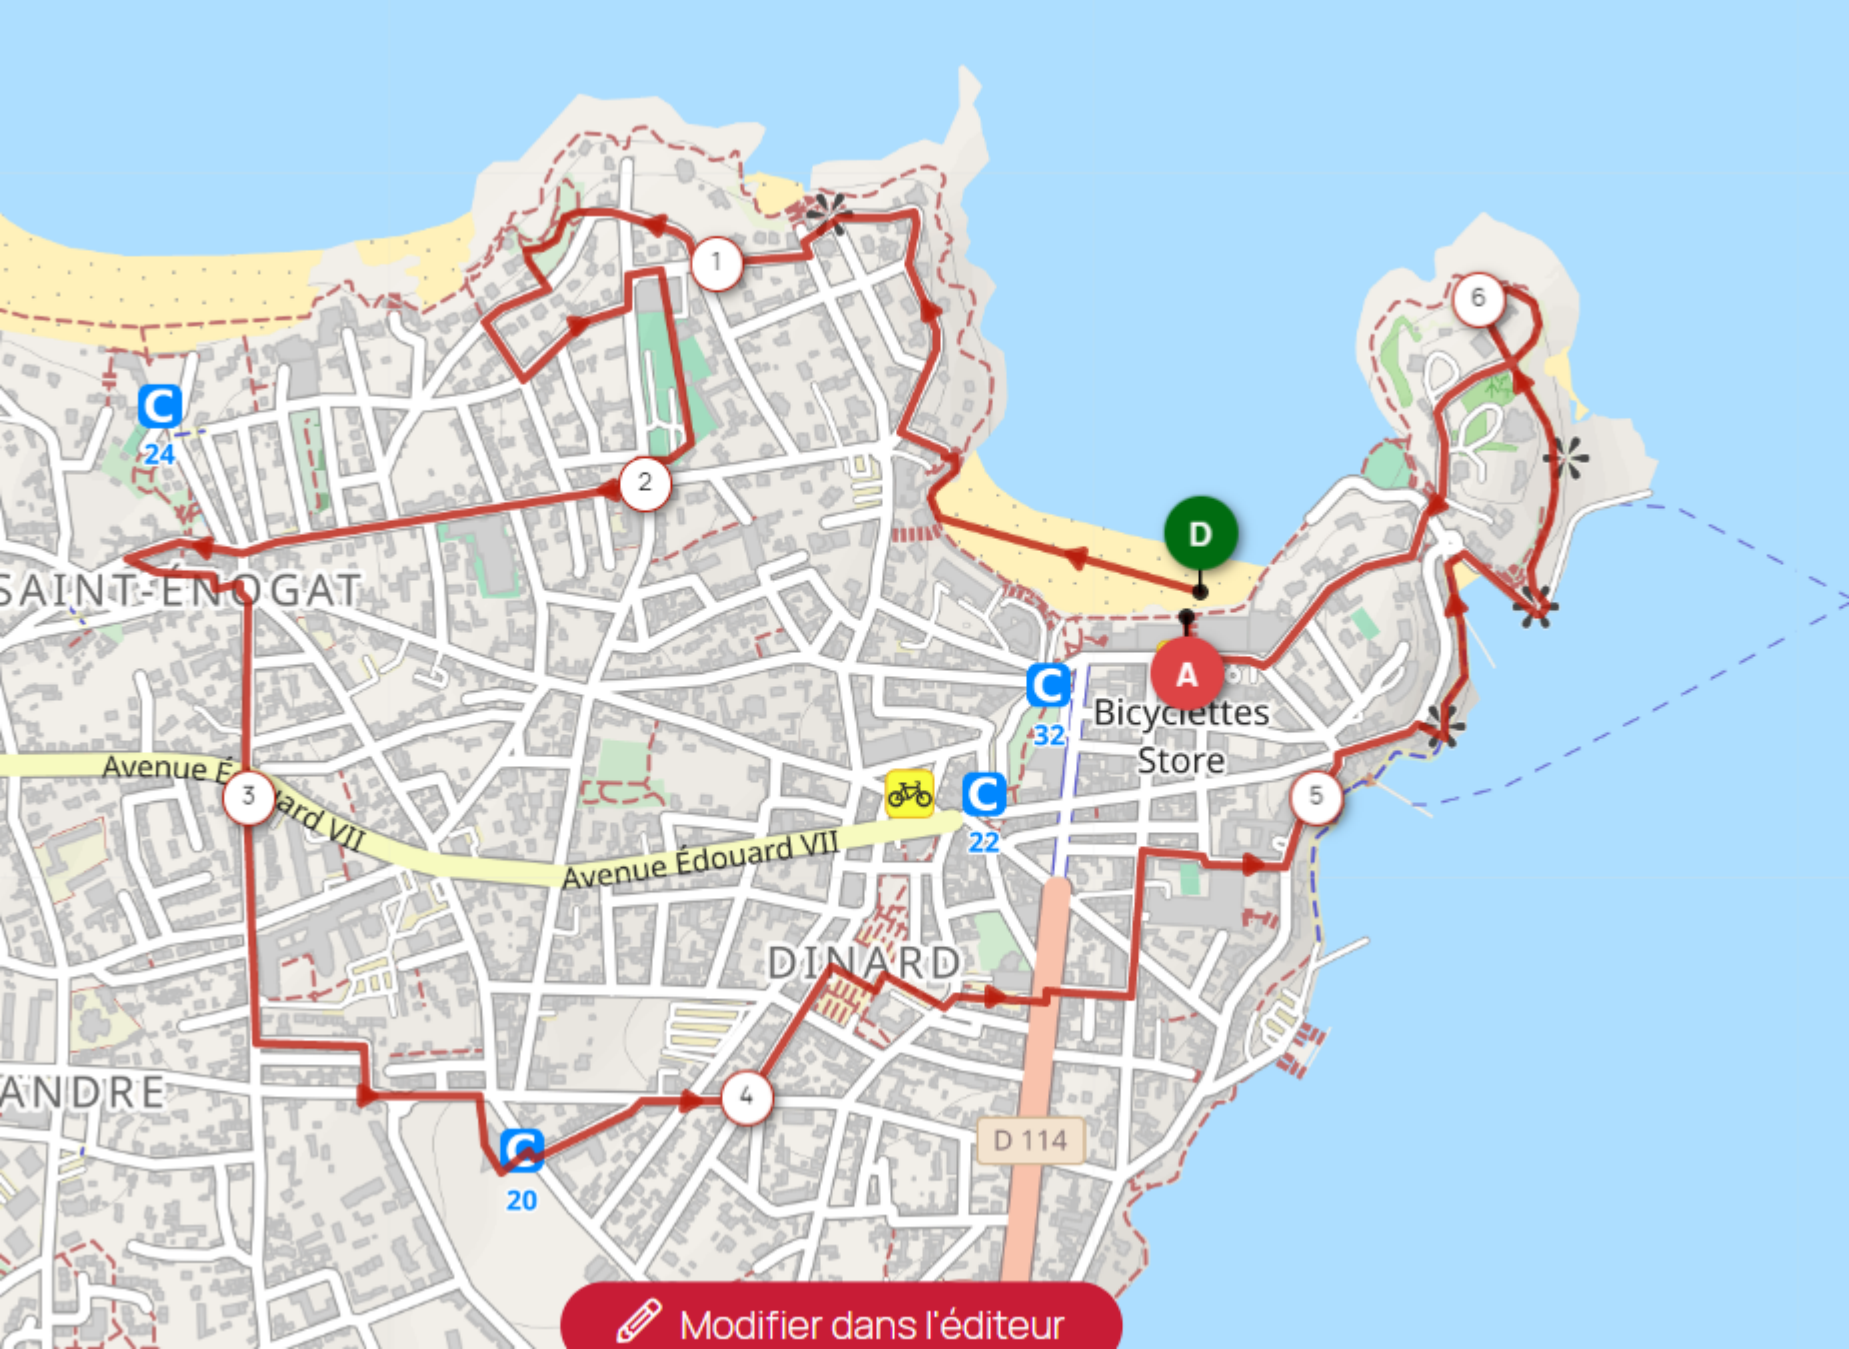 1
6
C
24
2
D
SAINT-ÉNOGAT
A
C
32
Bicyclettes
Store
Avenue É
uard VII
3
C
22
5
Avenue Édouard VII
DINARD
ANDRE
4
C
20
D 114
Modifier dans l'éditeur